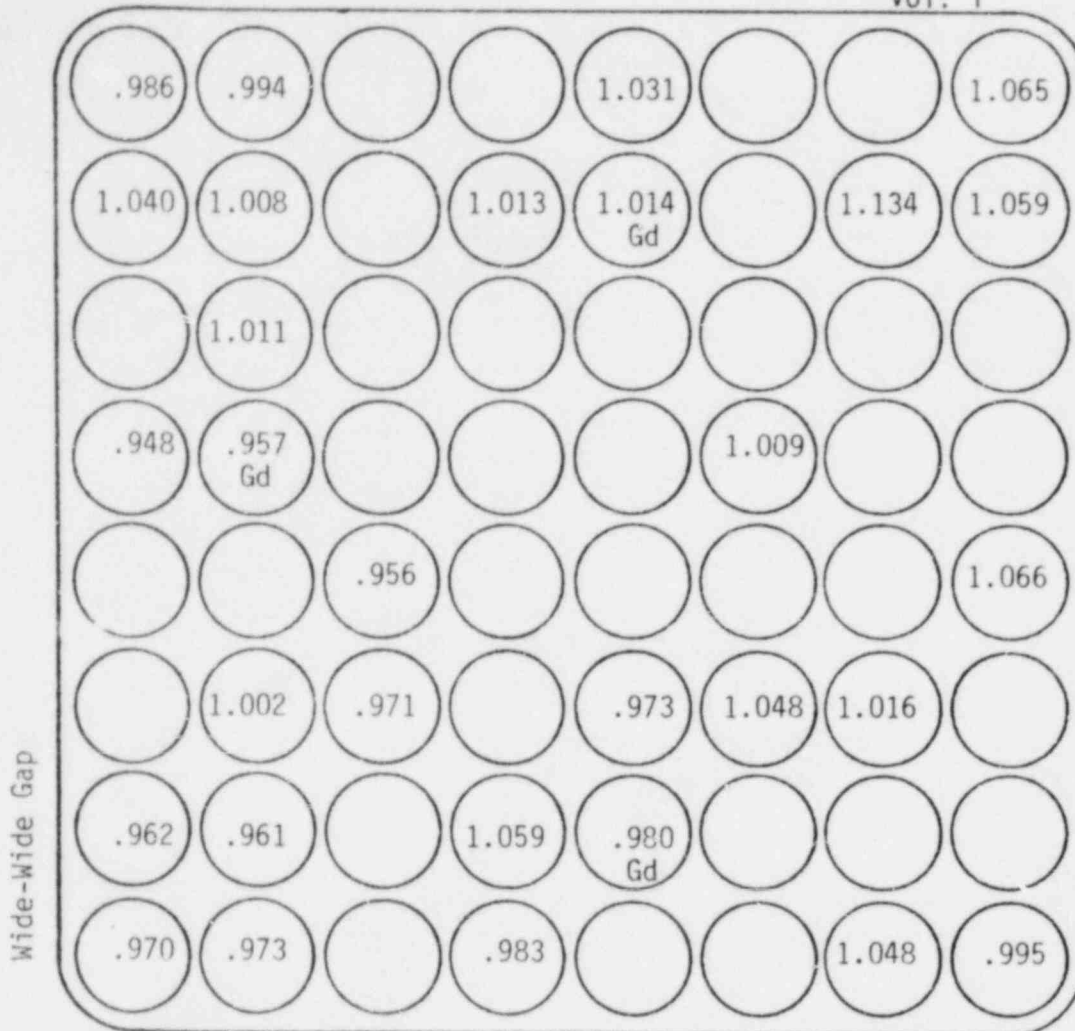 Vol. 1
.986 .994 1.031 1.065
1.040 1.008 1.013 1.014 1.134 1.059
Gd
1.011
.948 .957 1.009
Gd
.956 1.066
1.002 .971 .973 1.048 1.016
.962 .961 1.059 .980
Gd
.970 .973 .983 1.048 .995
Wide-Wide Gap